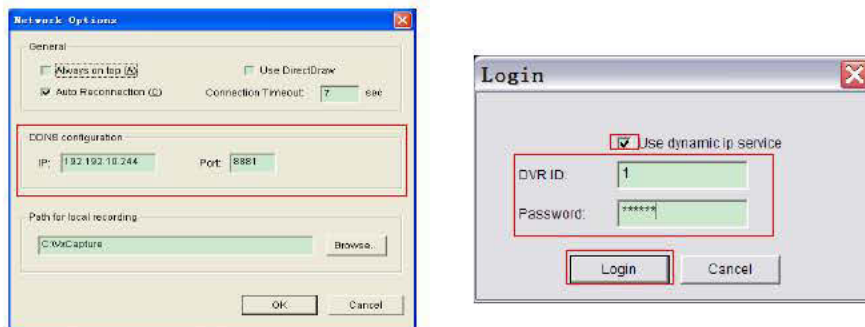 Network Options
General
Always on top (A)
Use DirectDraw
Auto Reconnection (C)
Connection Timeout: 7 sec
DDNS configuration
IP: 192.192.10.244
Port: 8881
Path for local recording
C:\VxCapture
Browse..
OK
Cancel
Login
Use dynamic ip service
DVR ID: 1
Password: ******
Login
Cancel